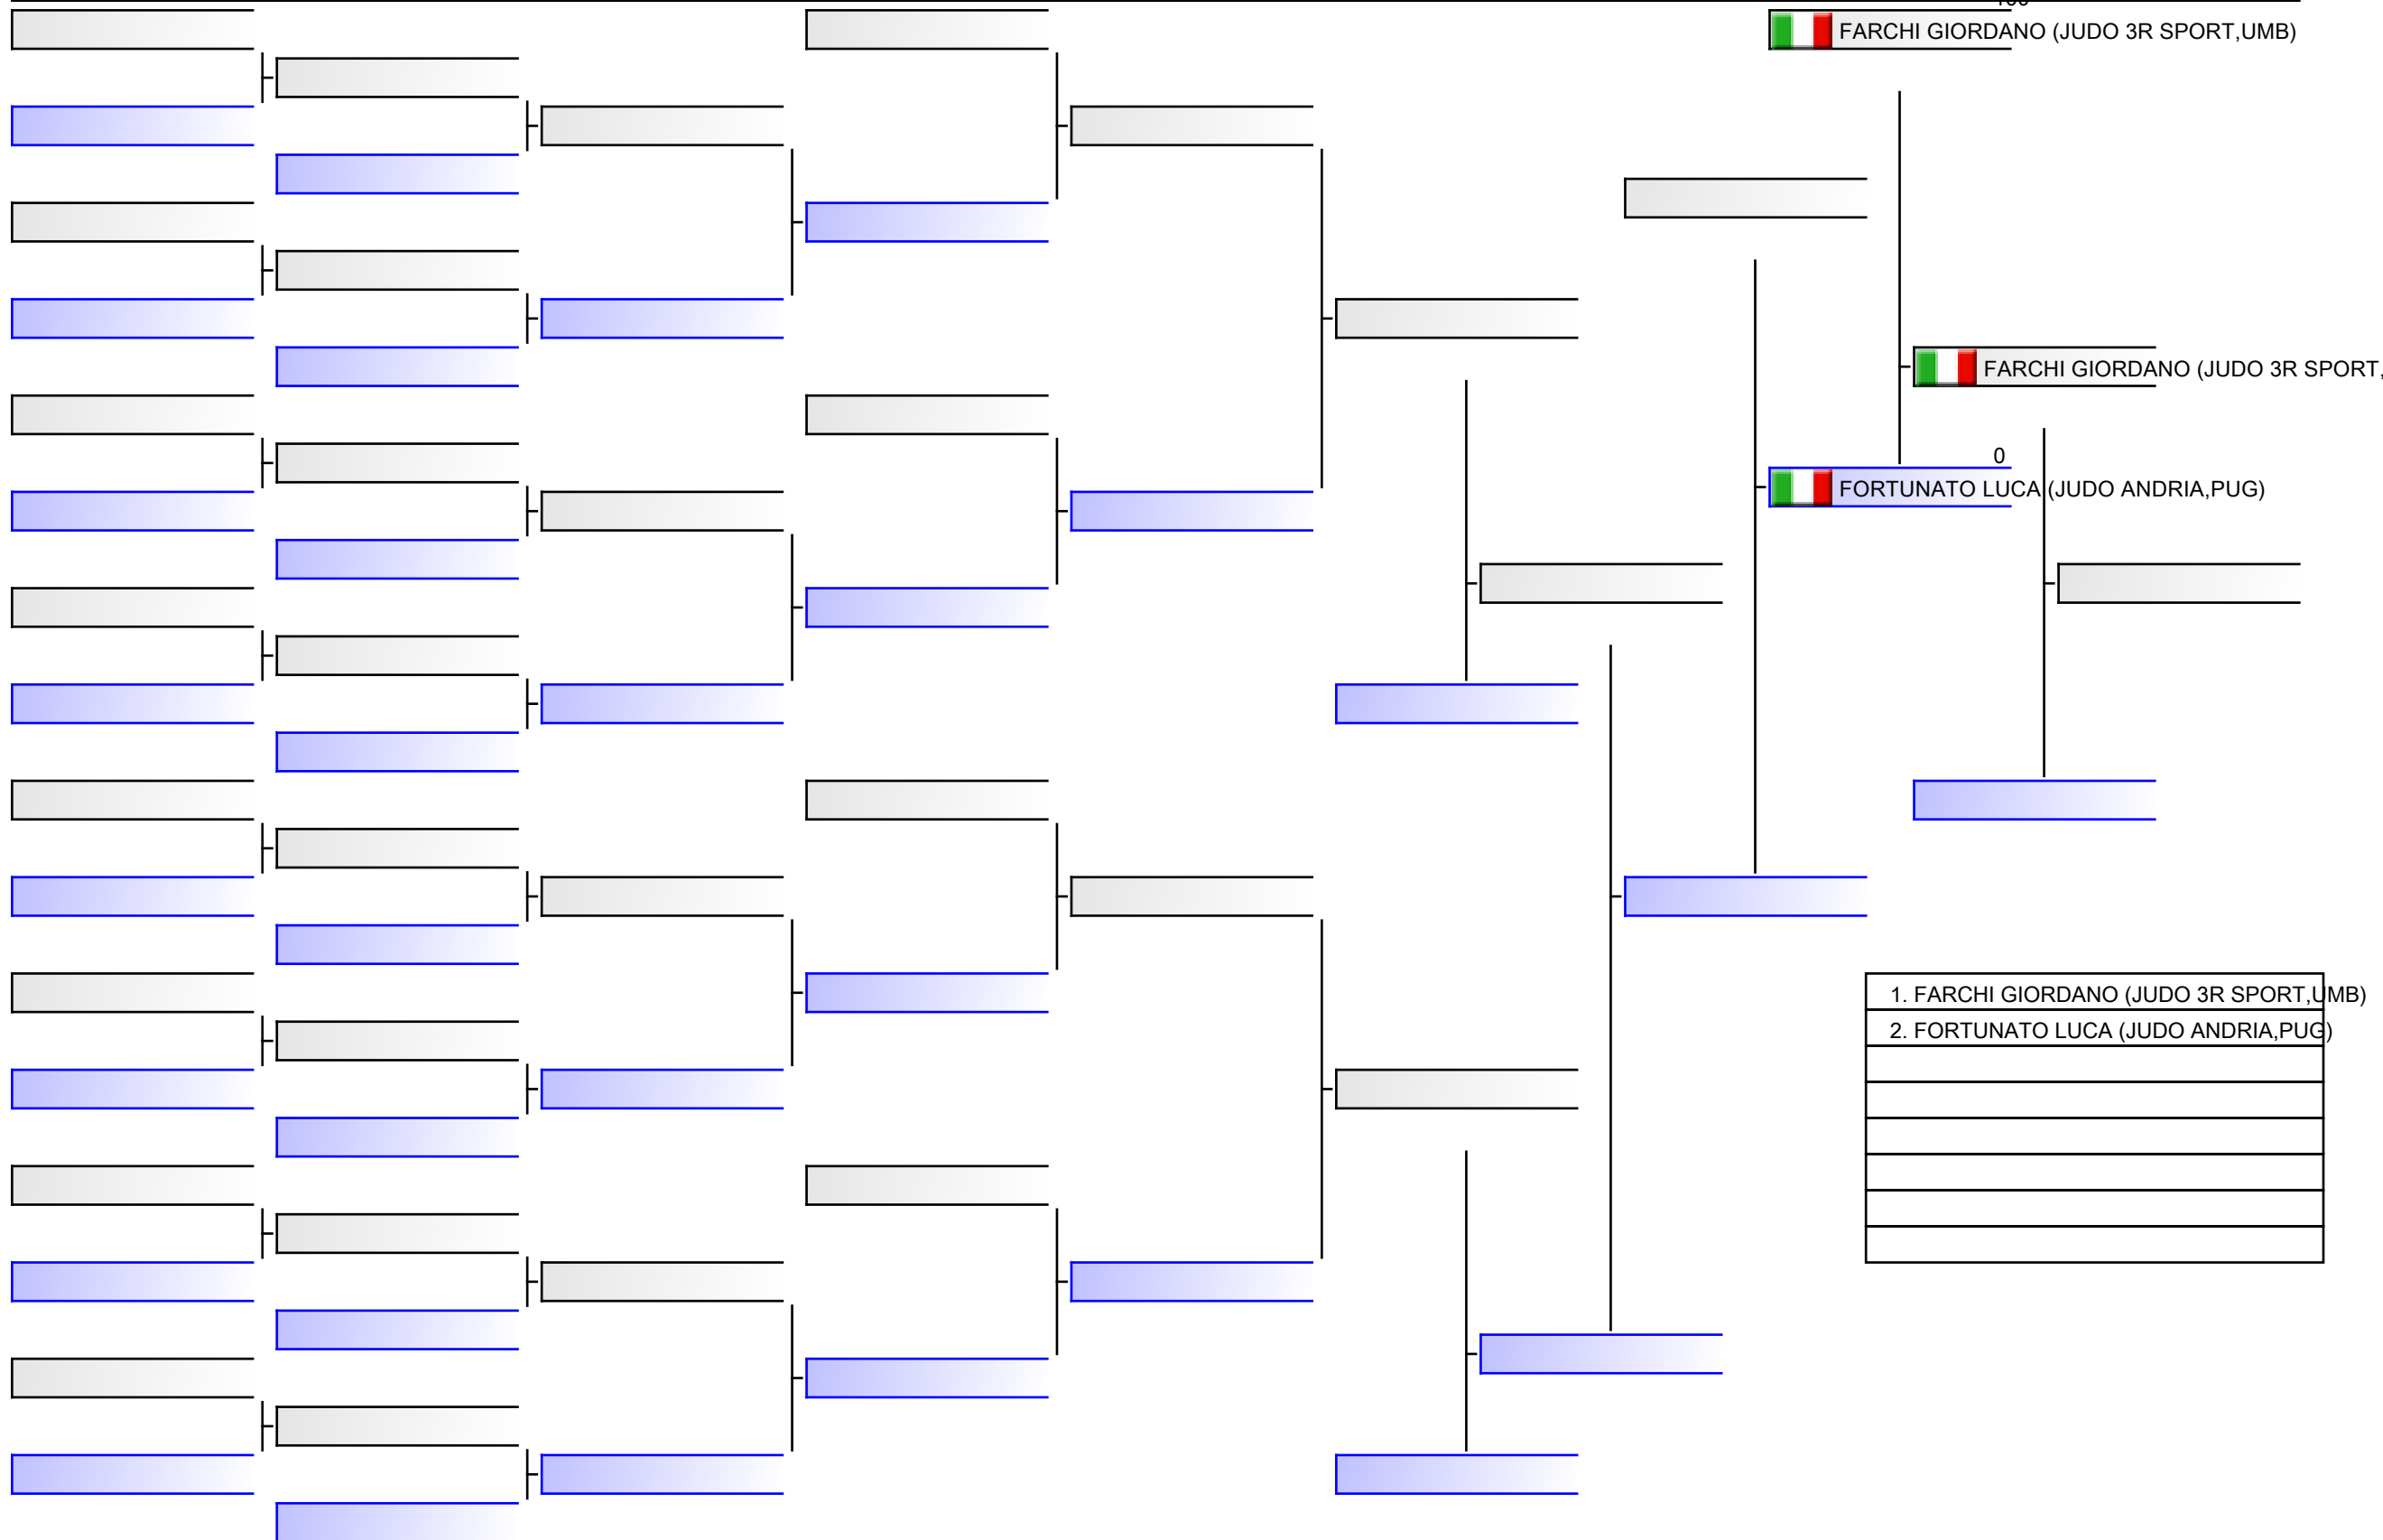 FARCHI GIORDANO (JUDO 3R SPORT,UMB)
FARCHI GIORDANO (JUDO 3R SPORT,
0
FORTUNATO LUCA (JUDO ANDRIA,PUG)
1. FARCHI GIORDANO (JUDO 3R SPORT,UMB)
2. FORTUNATO LUCA (JUDO ANDRIA,PUG)